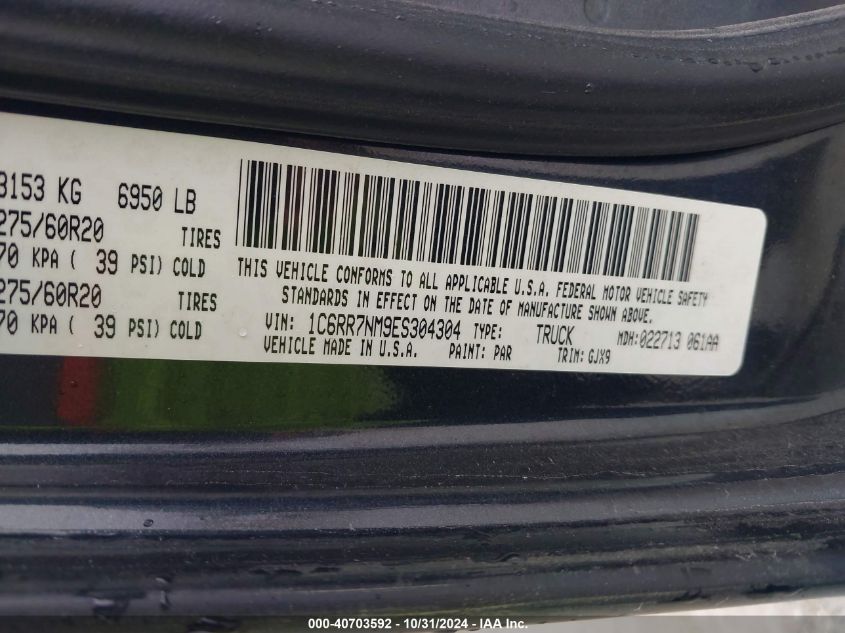 3153 KG 6950 LB
275/60R20 TIRES
70 KPA ( 39 PSI) COLD
275/60R20 TIRES
70 KPA ( 39 PSI) COLD
THIS VEHICLE CONFORMS TO ALL APPLICABLE U.S.A. FEDERAL MOTOR VEHICLE SAFETY
STANDARDS IN EFFECT ON THE DATE OF MANUFACTURE SHOWN ABOVE.
VIN: 1C6RR7NM9ES304304 TYPE: TRUCK MDH:022713 061AA
VEHICLE MADE IN U.S.A. PAINT: PAR TRIM: GJX9
000-40703592 - 10/31/2024 - IAA Inc.